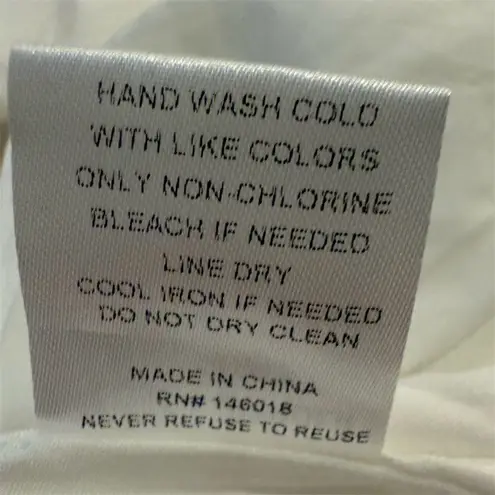 HAND WASH COLD
WITH LIKE COLORS
ONLY NON-CHLORINE
BLEACH IF NEEDED
LINE DRY
COOL IRON IF NEEDED
DO NOT DRY CLEAN
MADE IN CHINA
RN# 146018
NEVER REFUSE TO REUSE